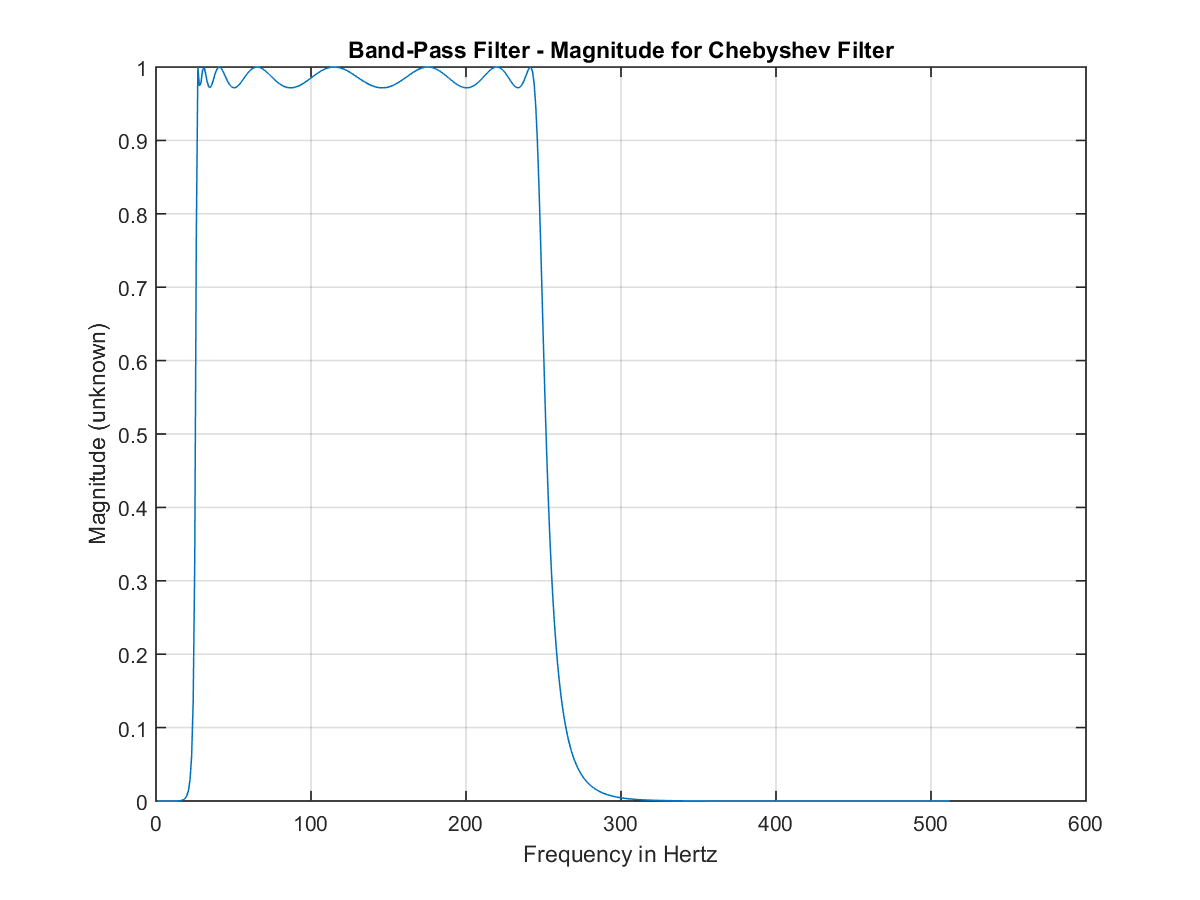 Band-Pass Filter - Magnitude for Chebyshev Filter
1
0.9
0.8
0.7
0.6
0.5
0.4
0.3
0.2
0.1
0
Magnitude (unknown)
0 100 200 300 400 500 600
Frequency in Hertz